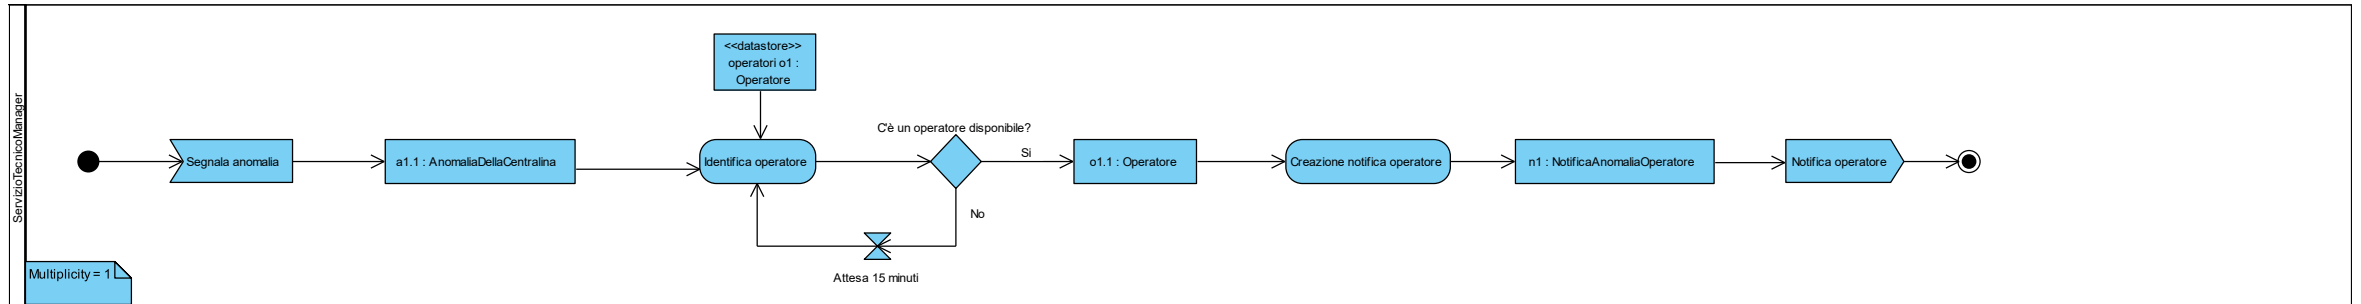 ServizioTecnicoManager
<<datastore>>
operatori o1 :
Operatore
Segnala anomalia
a1.1 : AnomaliaDellaCentralina
Identifica operatore
C'è un operatore disponibile?
Si
No
Attesa 15 minuti
o1.1 : Operatore
Creazione notifica operatore
n1 : NotificaAnomaliaOperatore
Notifica operatore
Multiplicity = 1